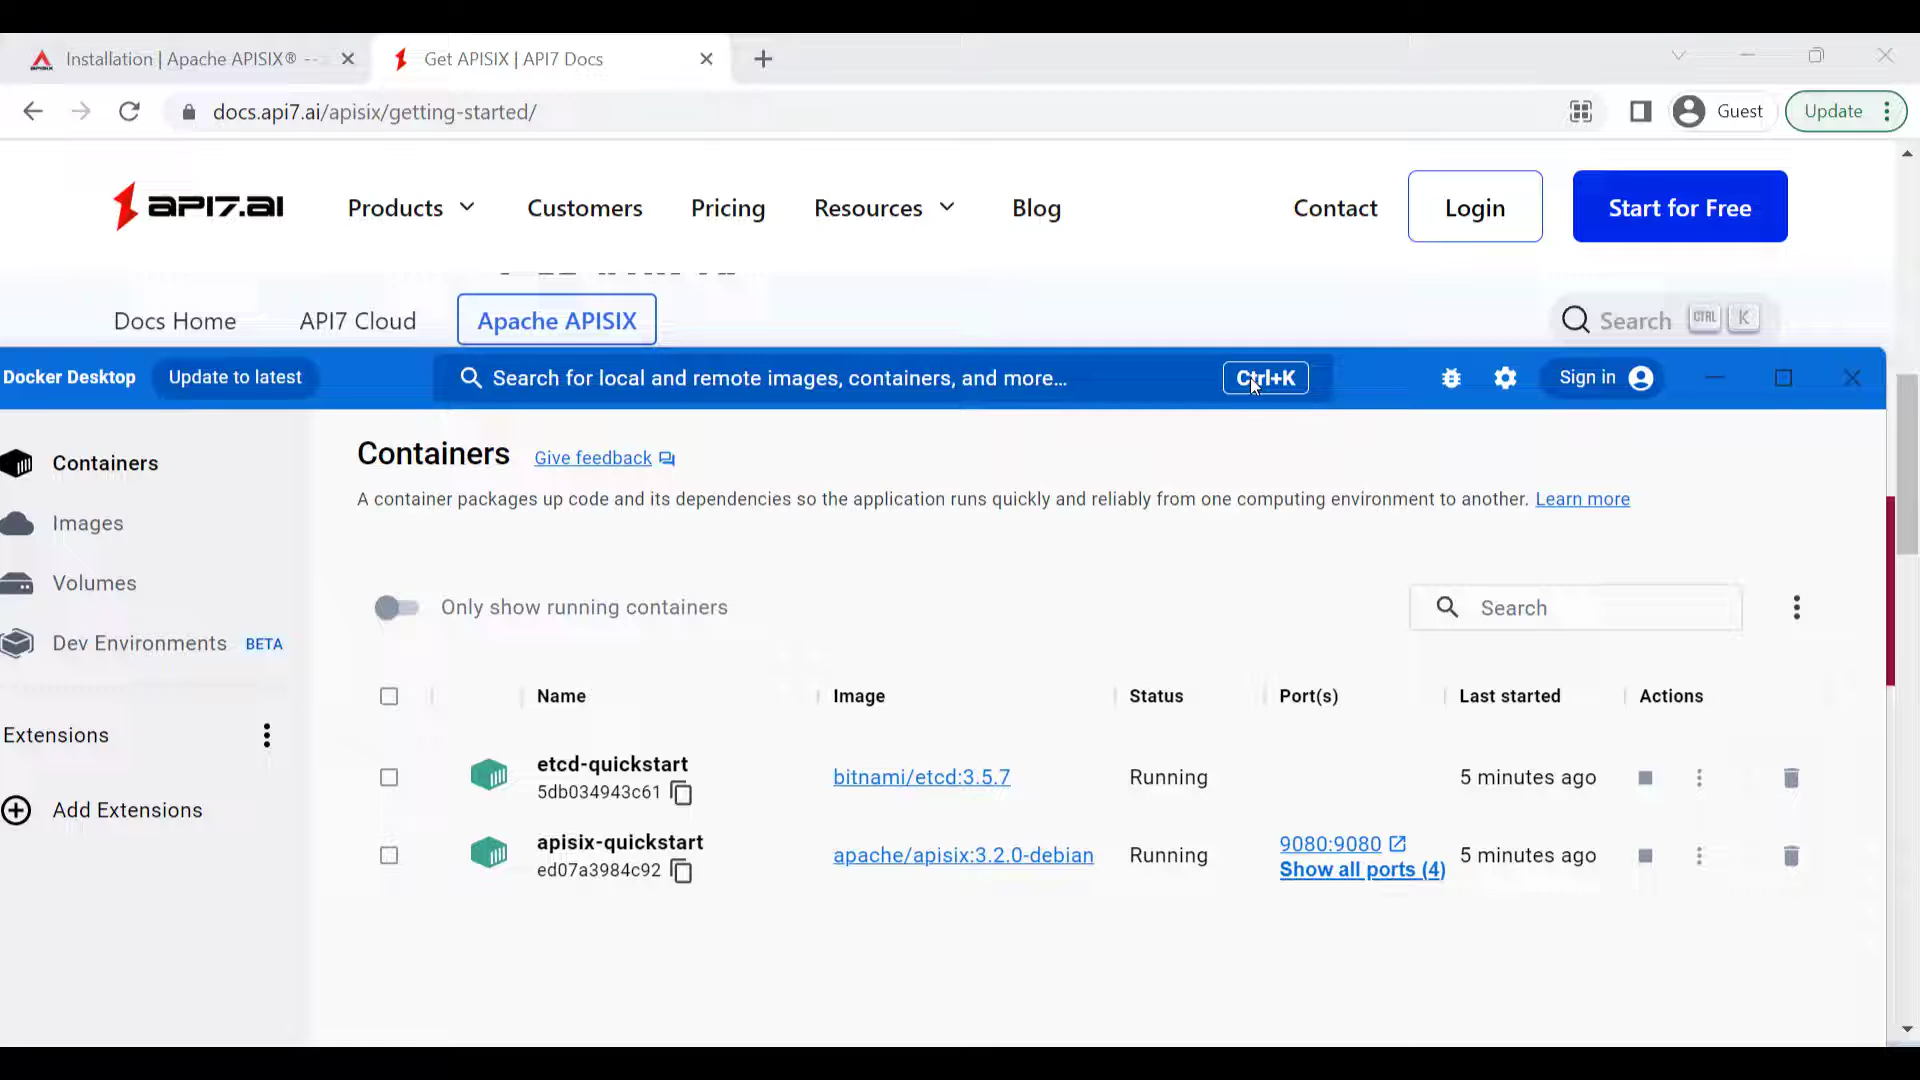 Installation | Apache APISIX® --
Get APISIX | API7 Docs
docs.api7.ai/apisix/getting-started/
Guest
Update
API7.AI
Products
Customers
Pricing
Resources
Blog
Contact
Login
Start for Free
Docs Home
API7 Cloud
Apache APISIX
Search
CTRL
K
Docker Desktop
Update to latest
Search for local and remote images, containers, and more...
Ctrl+K
Sign in
Containers
Images
Volumes
Dev Environments BETA
Extensions
Add Extensions
Containers
Give feedback
A container packages up code and its dependencies so the application runs quickly and reliably from one computing environment to another. Learn more
Only show running containers
Search
Name Image Status Port(s) Last started Actions
etcd-quickstart
5db034943c61
bitnami/etcd:3.5.7
Running
5 minutes ago
apisix-quickstart
ed07a3984c92
apache/apisix:3.2.0-debian
Running
9080:9080
Show all ports (4)
5 minutes ago